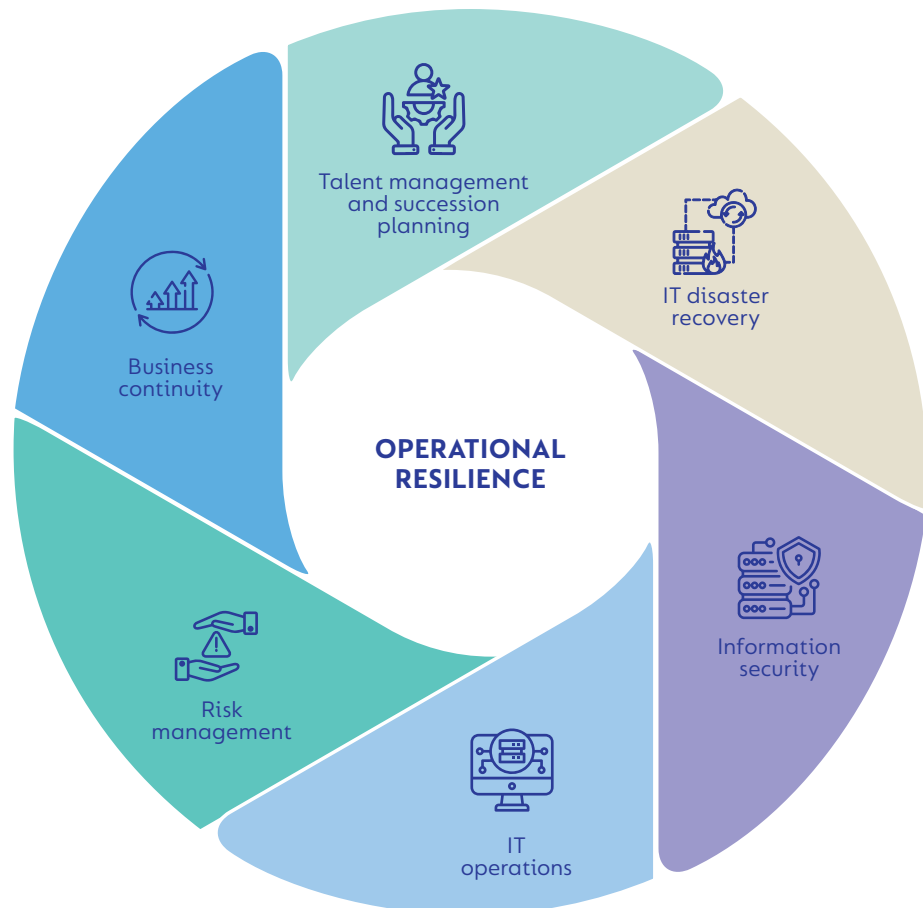 Talent management
and succession
planning
IT disaster
recovery
Business
continuity
OPERATIONAL
RESILIENCE
Information
security
Risk
management
IT
operations